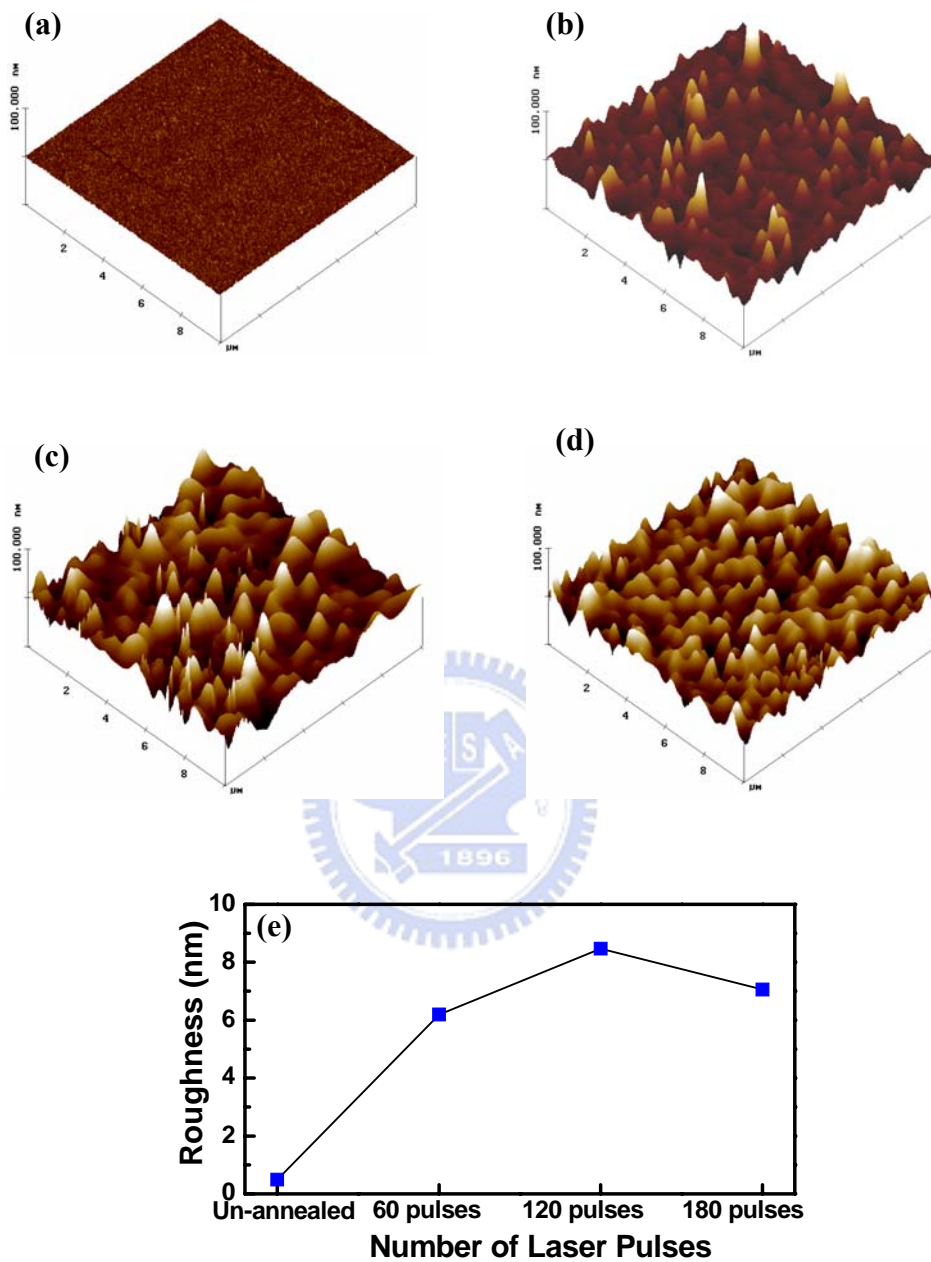 (a)
100.000 nM
2
4
6
8
µM
(b)
100.000 nM
2
4
6
8
µM
(c)
100.000 nM
2
4
6
8
µM
(d)
100.000 nM
2
4
6
8
µM
E S A
1896
(e)
Roughness (nm)
10
8
6
4
2
0
Un-annealed 60 pulses 120 pulses 180 pulses
Number of Laser Pulses